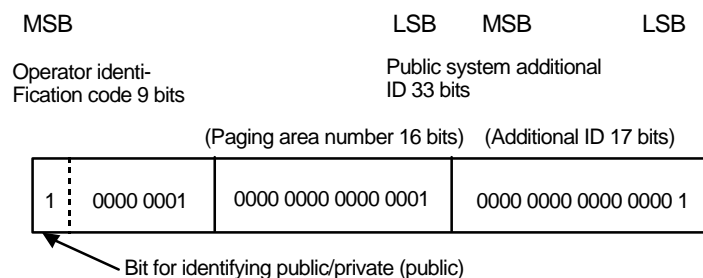 MSB LSB MSB LSB
Operator identi-
Fication code 9 bits
Public system additional
ID 33 bits
(Paging area number 16 bits) (Additional ID 17 bits)
1 0000 0001 0000 0000 0000 0001 0000 0000 0000 0000 1
Bit for identifying public/private (public)